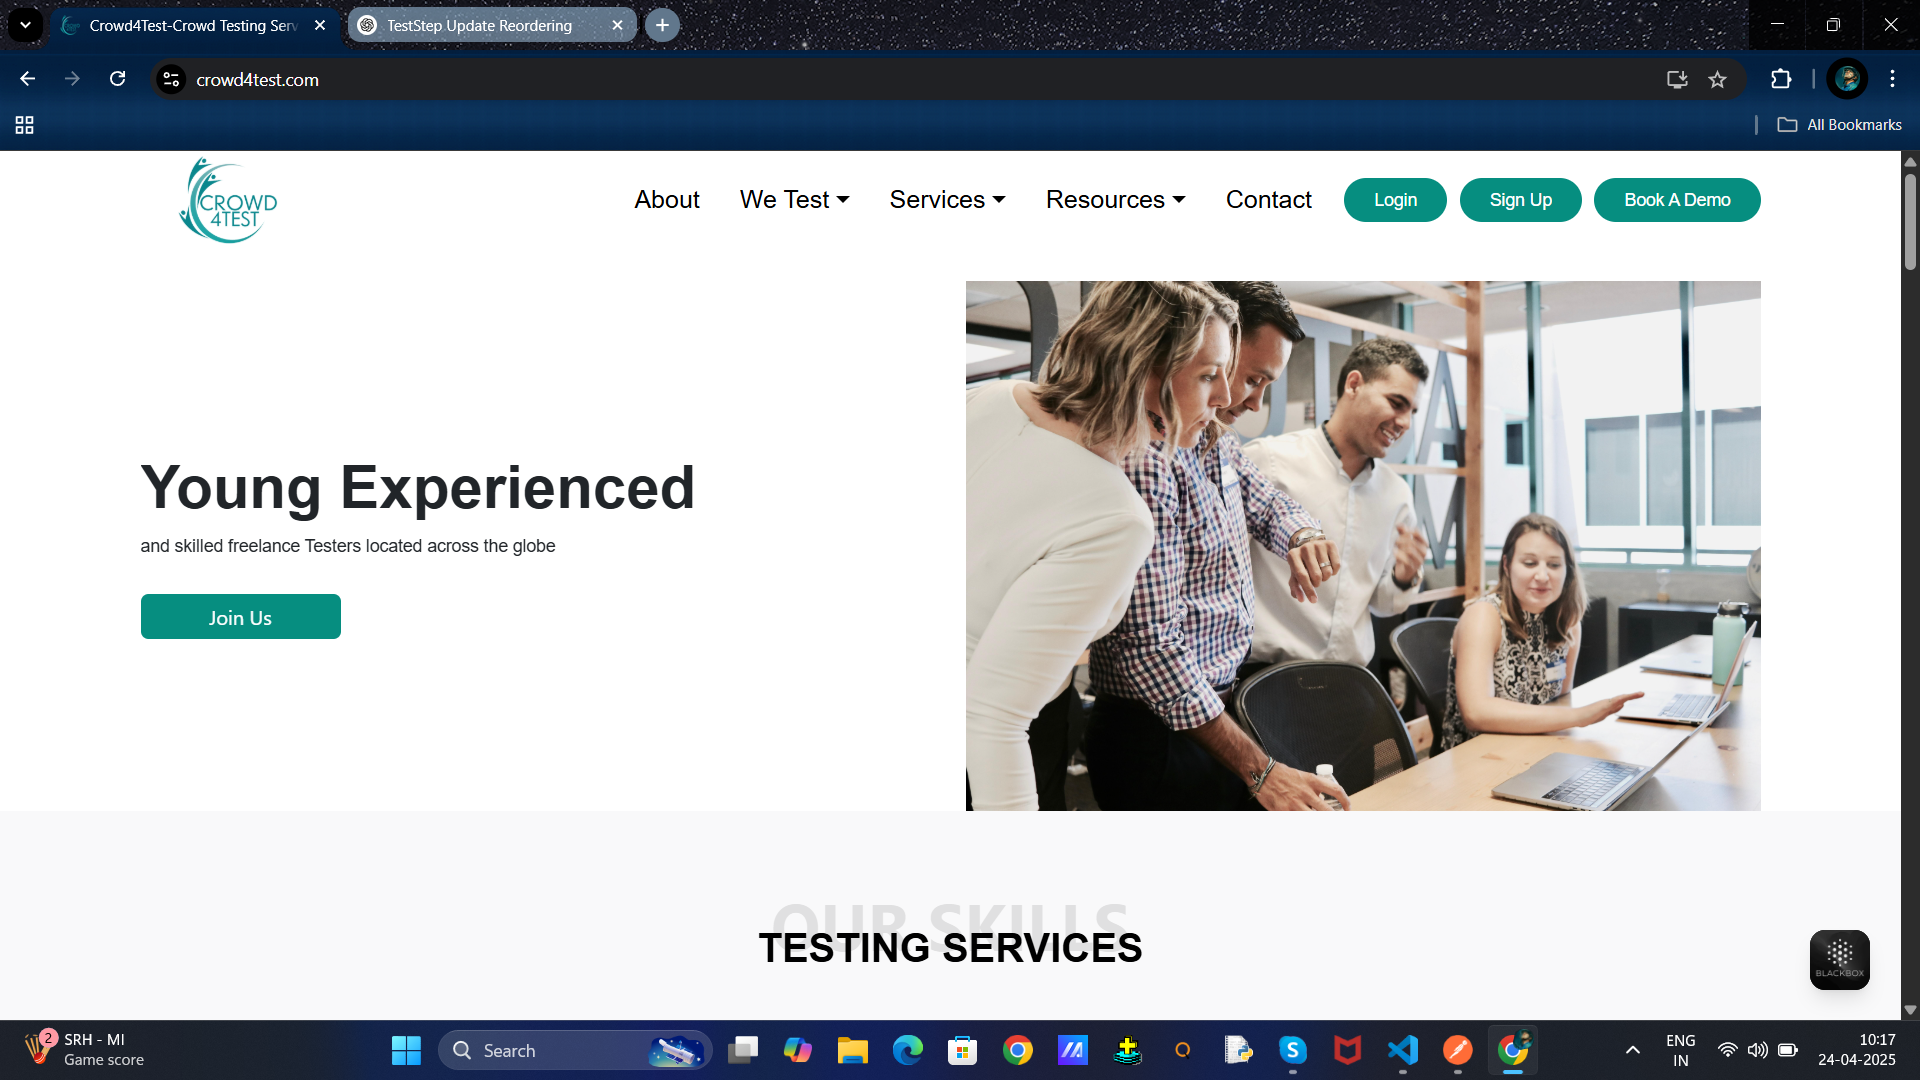 Crowd4Test-Crowd Testing Serv
TestStep Update Reordering
crowd4test.com
All Bookmarks
CROWD
4TEST
About
We Test
Services
Resources
Contact
Login
Sign Up
Book A Demo
Young Experienced
and skilled freelance Testers located across the globe
Join Us
OUR SKILLS
TESTING SERVICES
BLACKBOX
2
SRH - MI
Game score
Search
ENG
IN
10:17
24-04-2025